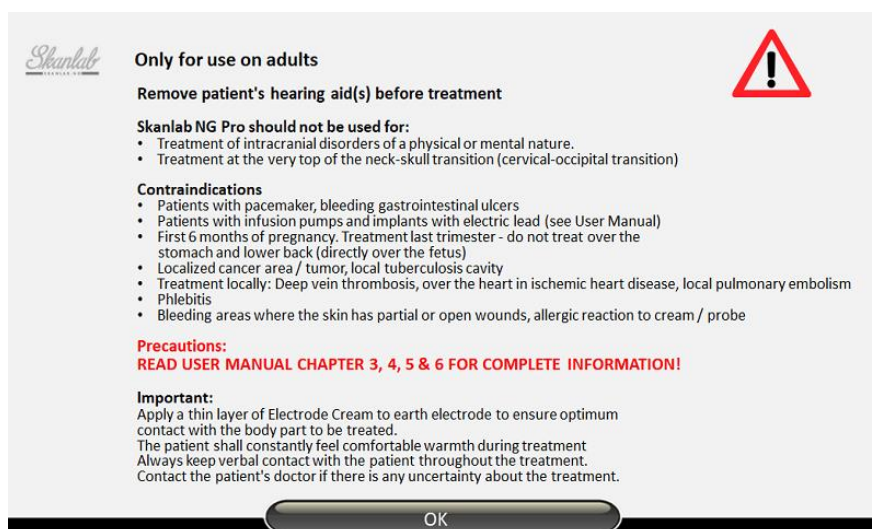 Skanlab
SKANLAB.NO
Only for use on adults
Remove patient's hearing aid(s) before treatment
Skanlab NG Pro should not be used for:
• Treatment of intracranial disorders of a physical or mental nature.
• Treatment at the very top of the neck-skull transition (cervical-occipital transition)
Contraindications
• Patients with pacemaker, bleeding gastrointestinal ulcers
• Patients with infusion pumps and implants with electric lead (see User Manual)
• First 6 months of pregnancy. Treatment last trimester - do not treat over the
stomach and lower back (directly over the fetus)
• Localized cancer area / tumor, local tuberculosis cavity
• Treatment locally: Deep vein thrombosis, over the heart in ischemic heart disease, local pulmonary embolism
• Phlebitis
• Bleeding areas where the skin has partial or open wounds, allergic reaction to cream / probe
Precautions:
READ USER MANUAL CHAPTER 3, 4, 5 & 6 FOR COMPLETE INFORMATION!
Important:
Apply a thin layer of Electrode Cream to earth electrode to ensure optimum
contact with the body part to be treated.
The patient shall constantly feel comfortable warmth during treatment
Always keep verbal contact with the patient throughout the treatment.
Contact the patient's doctor if there is any uncertainty about the treatment.
OK